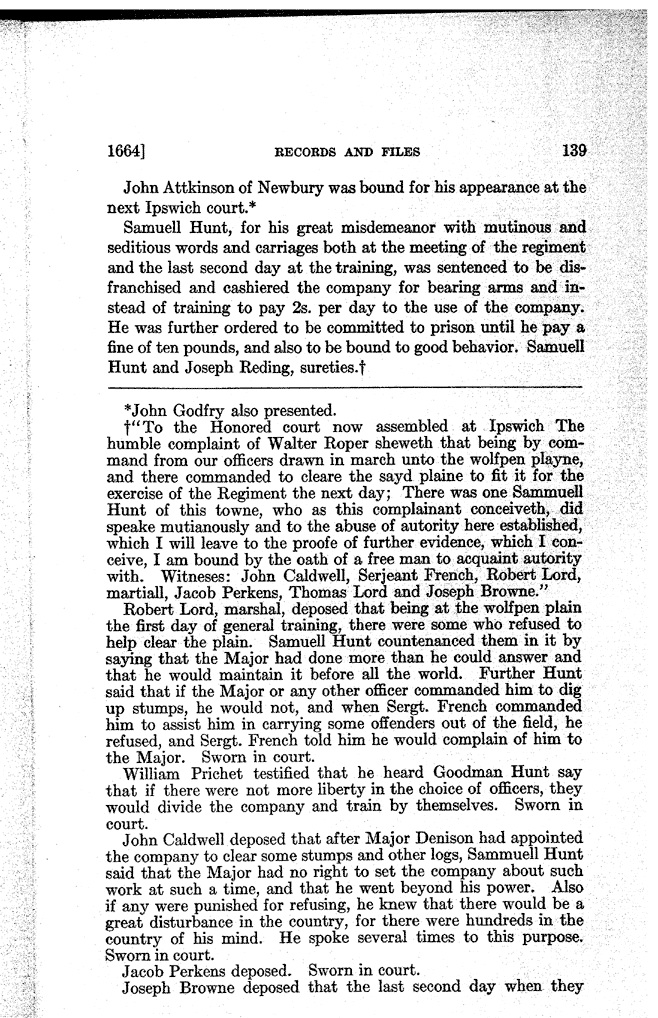 1664] RECORDS AND FILES 139
John Attkinson of Newbury was bound for his appearance at the
next Ipswich court.*
Samuell Hunt, for his great misdemeanor with mutinous and
seditious words and carriages both at the meeting of the regiment
and the last second day at the training, was sentenced to be dis-
franchised and cashiered the company for bearing arms and in-
stead of training to pay 2s. per day to the use of the company.
He was further ordered to be committed to prison until he pay a
fine of ten pounds, and also to be bound to good behavior. Samuell
Hunt and Joseph Reding, sureties.†
*John Godfry also presented.
†"To the Honored court now assembled at Ipswich The
humble complaint of Walter Roper sheweth that being by com-
mand from our officers drawn in march unto the wolfpen playne,
and there commanded to cleare the sayd plaine to fit it for the
exercise of the Regiment the next day; There was one Sammuell
Hunt of this towne, who as this complainant conceiveth, did
speake mutianously and to the abuse of autority here established,
which I will leave to the proofe of further evidence, which I con-
ceive, I am bound by the oath of a free man to acquaint autority
with. Witneses: John Caldwell, Serjeant French, Robert Lord,
martiall, Jacob Perkens, Thomas Lord and Joseph Browne."
Robert Lord, marshal, deposed that being at the wolfpen plain
the first day of general training, there were some who refused to
help clear the plain. Samuell Hunt countenanced them in it by
saying that the Major had done more than he could answer and
that he would maintain it before all the world. Further Hunt
said that if the Major or any other officer commanded him to dig
up stumps, he would not, and when Sergt. French commanded
him to assist him in carrying some offenders out of the field, he
refused, and Sergt. French told him he would complain of him to
the Major. Sworn in court.
William Prichet testified that he heard Goodman Hunt say
that if there were not more liberty in the choice of officers, they
would divide the company and train by themselves. Sworn in
court.
John Caldwell deposed that after Major Denison had appointed
the company to clear some stumps and other logs, Sammuell Hunt
said that the Major had no right to set the company about such
work at such a time, and that he went beyond his power. Also
if any were punished for refusing, he knew that there would be a
great disturbance in the country, for there were hundreds in the
country of his mind. He spoke several times to this purpose.
Sworn in court.
Jacob Perkens deposed. Sworn in court.
Joseph Browne deposed that the last second day when they